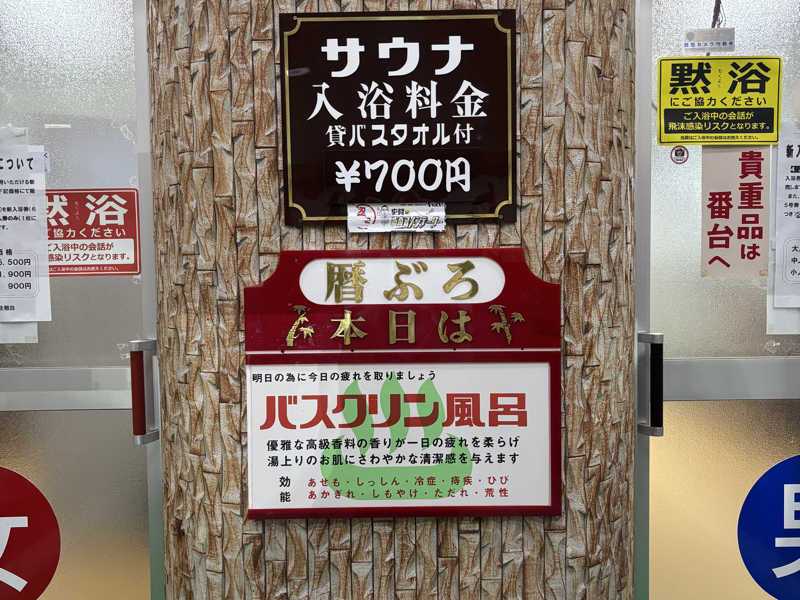 サウナ
入浴料金
貸バスタオル付
¥700円
暦ぶろ
本日は
明日の為に今日の疲れを取りましょう
バスクリン風呂
優雅な高級香料の香りが一日の疲れを柔らげ
湯上りのお肌にさわやかな清潔感を与えます
効能
あせも・しっしん・冷症・痔疾・ひび
あかぎれ・しもやけ・ただれ・荒性
黙浴
にご協力ください
ご入浴中の会話が
飛沫感染リスクとなります。
貴重品は
番台へ
黙浴
力ください
ご入浴中の会話が
感染リスクとなります。
5,500円
1,900円
900円
女
男